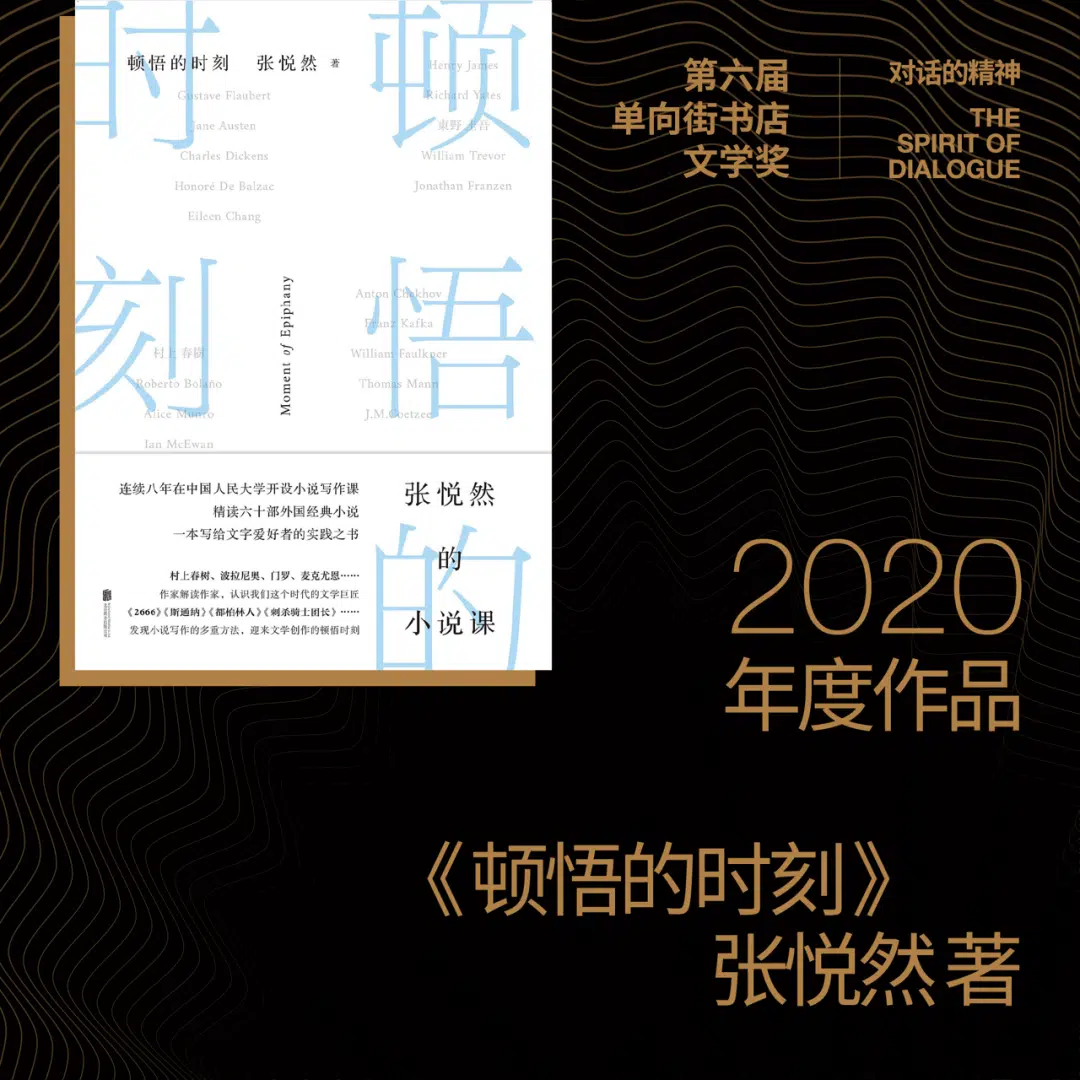 时 顿
刻 悟
的
顿悟的时刻 张悦然 著
Gustave Flaubert
Jane Austen
Charles Dickens
Honoré De Balzac
Eileen Chang
Henry James
Richard Yates
東野圭吾
William Trevor
Jonathan Franzen
Moment of Epiphany
村上春樹
Roberto Bolaño
Alice Munro
Ian McEwan
Anton Chekhov
Franz Kafka
William Faulkner
Thomas Mann
J.M.Coetzee
连续八年在中国人民大学开设小说写作课
精读六十部外国经典小说
一本写给文字爱好者的实践之书
村上春树、波拉尼奥、门罗、麦克尤恩……
作家解读作家、认识我们这个时代的文学巨匠
《2666》《斯通纳》《都柏林人》《刺杀骑士团长》……
发现小说写作的多重方法，迎来文学创作的顿悟时刻
张悦然
的
小说课
第六届
单向街书店
文学奖
对话的精神
THE
SPIRIT OF
DIALOGUE
2020
年度作品
《顿悟的时刻》
张悦然 著